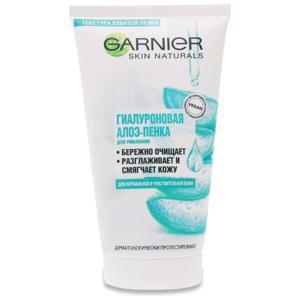 ТЕКСТУРА ВЗБИТОЙ ПЕНКИ
GARNIER
SKIN NATURALS
VEGAN
ГИАЛУРОНОВАЯ
АЛОЭ-ПЕНКА
ДЛЯ УМЫВАНИЯ
• БЕРЕЖНО ОЧИЩАЕТ
• РАЗГЛАЖИВАЕТ И
СМЯГЧАЕТ КОЖУ
ДЛЯ НОРМАЛЬНОЙ И ЧУВСТВИТЕЛЬНОЙ КОЖИ
ДЕРМАТОЛОГИЧЕСКИ ПРОТЕСТИРОВАНО